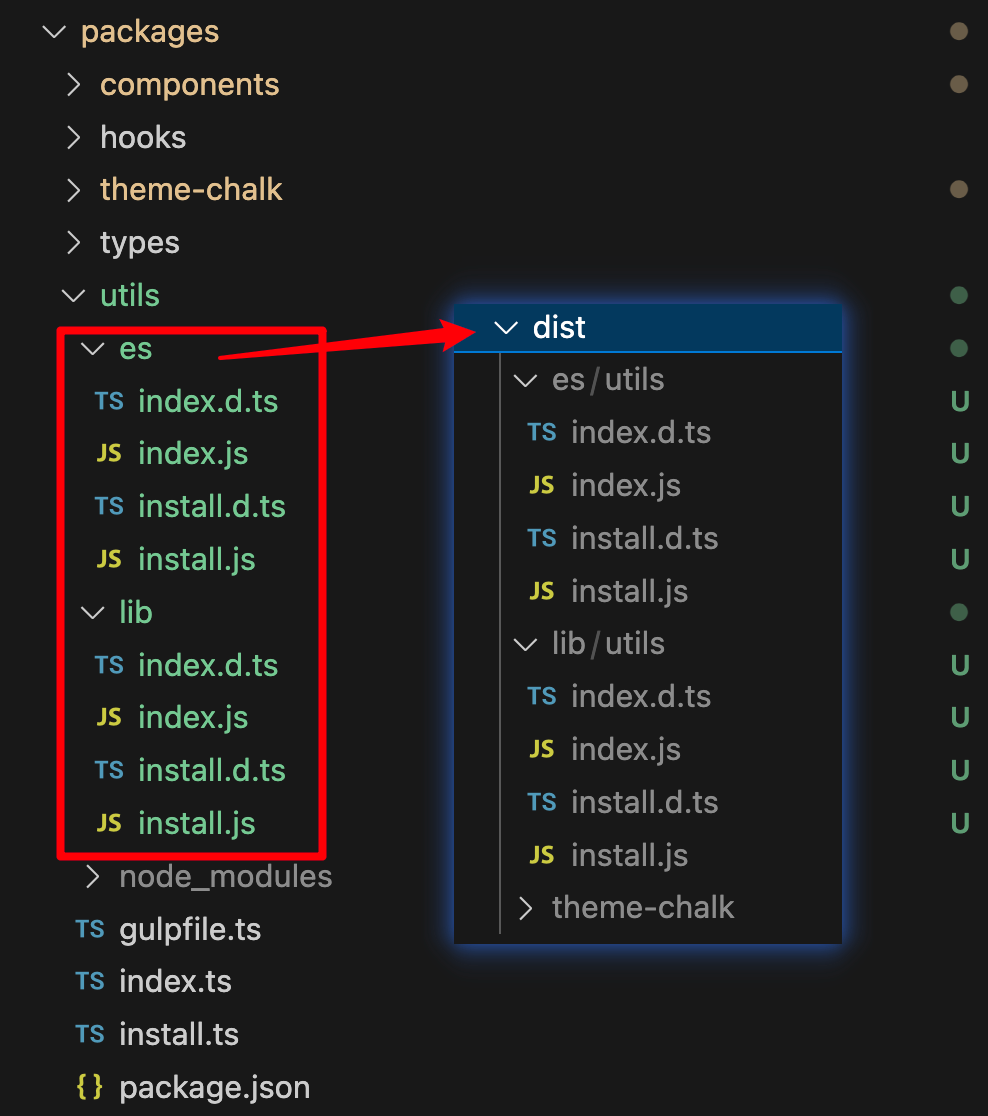 packages
components
hooks
theme-chalk
types
utils
es
TS index.d.ts U
JS index.js U
TS install.d.ts U
JS install.js U
lib
TS index.d.ts U
JS index.js U
TS install.d.ts U
JS install.js U
node_modules
TS gulpfile.ts
TS index.ts
TS install.ts
{} package.json
dist
es/utils
TS index.d.ts
JS index.js
TS install.d.ts
JS install.js
lib/utils
TS index.d.ts
JS index.js
TS install.d.ts
JS install.js
theme-chalk